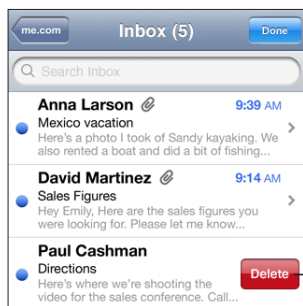 me.com Inbox (5) Done
Search Inbox
Anna Larson 9:39 AM
Mexico vacation
Here's a photo I took of Sandy kayaking. We
also rented a boat and did a bit of fishing...
David Martinez 9:14 AM
Sales Figures
Hey Emily, Here are the sales figures you
were looking for. Please let me know...
Paul Cashman
Directions Delete
Here's where we're shooting the
video for the sales conference. Call...